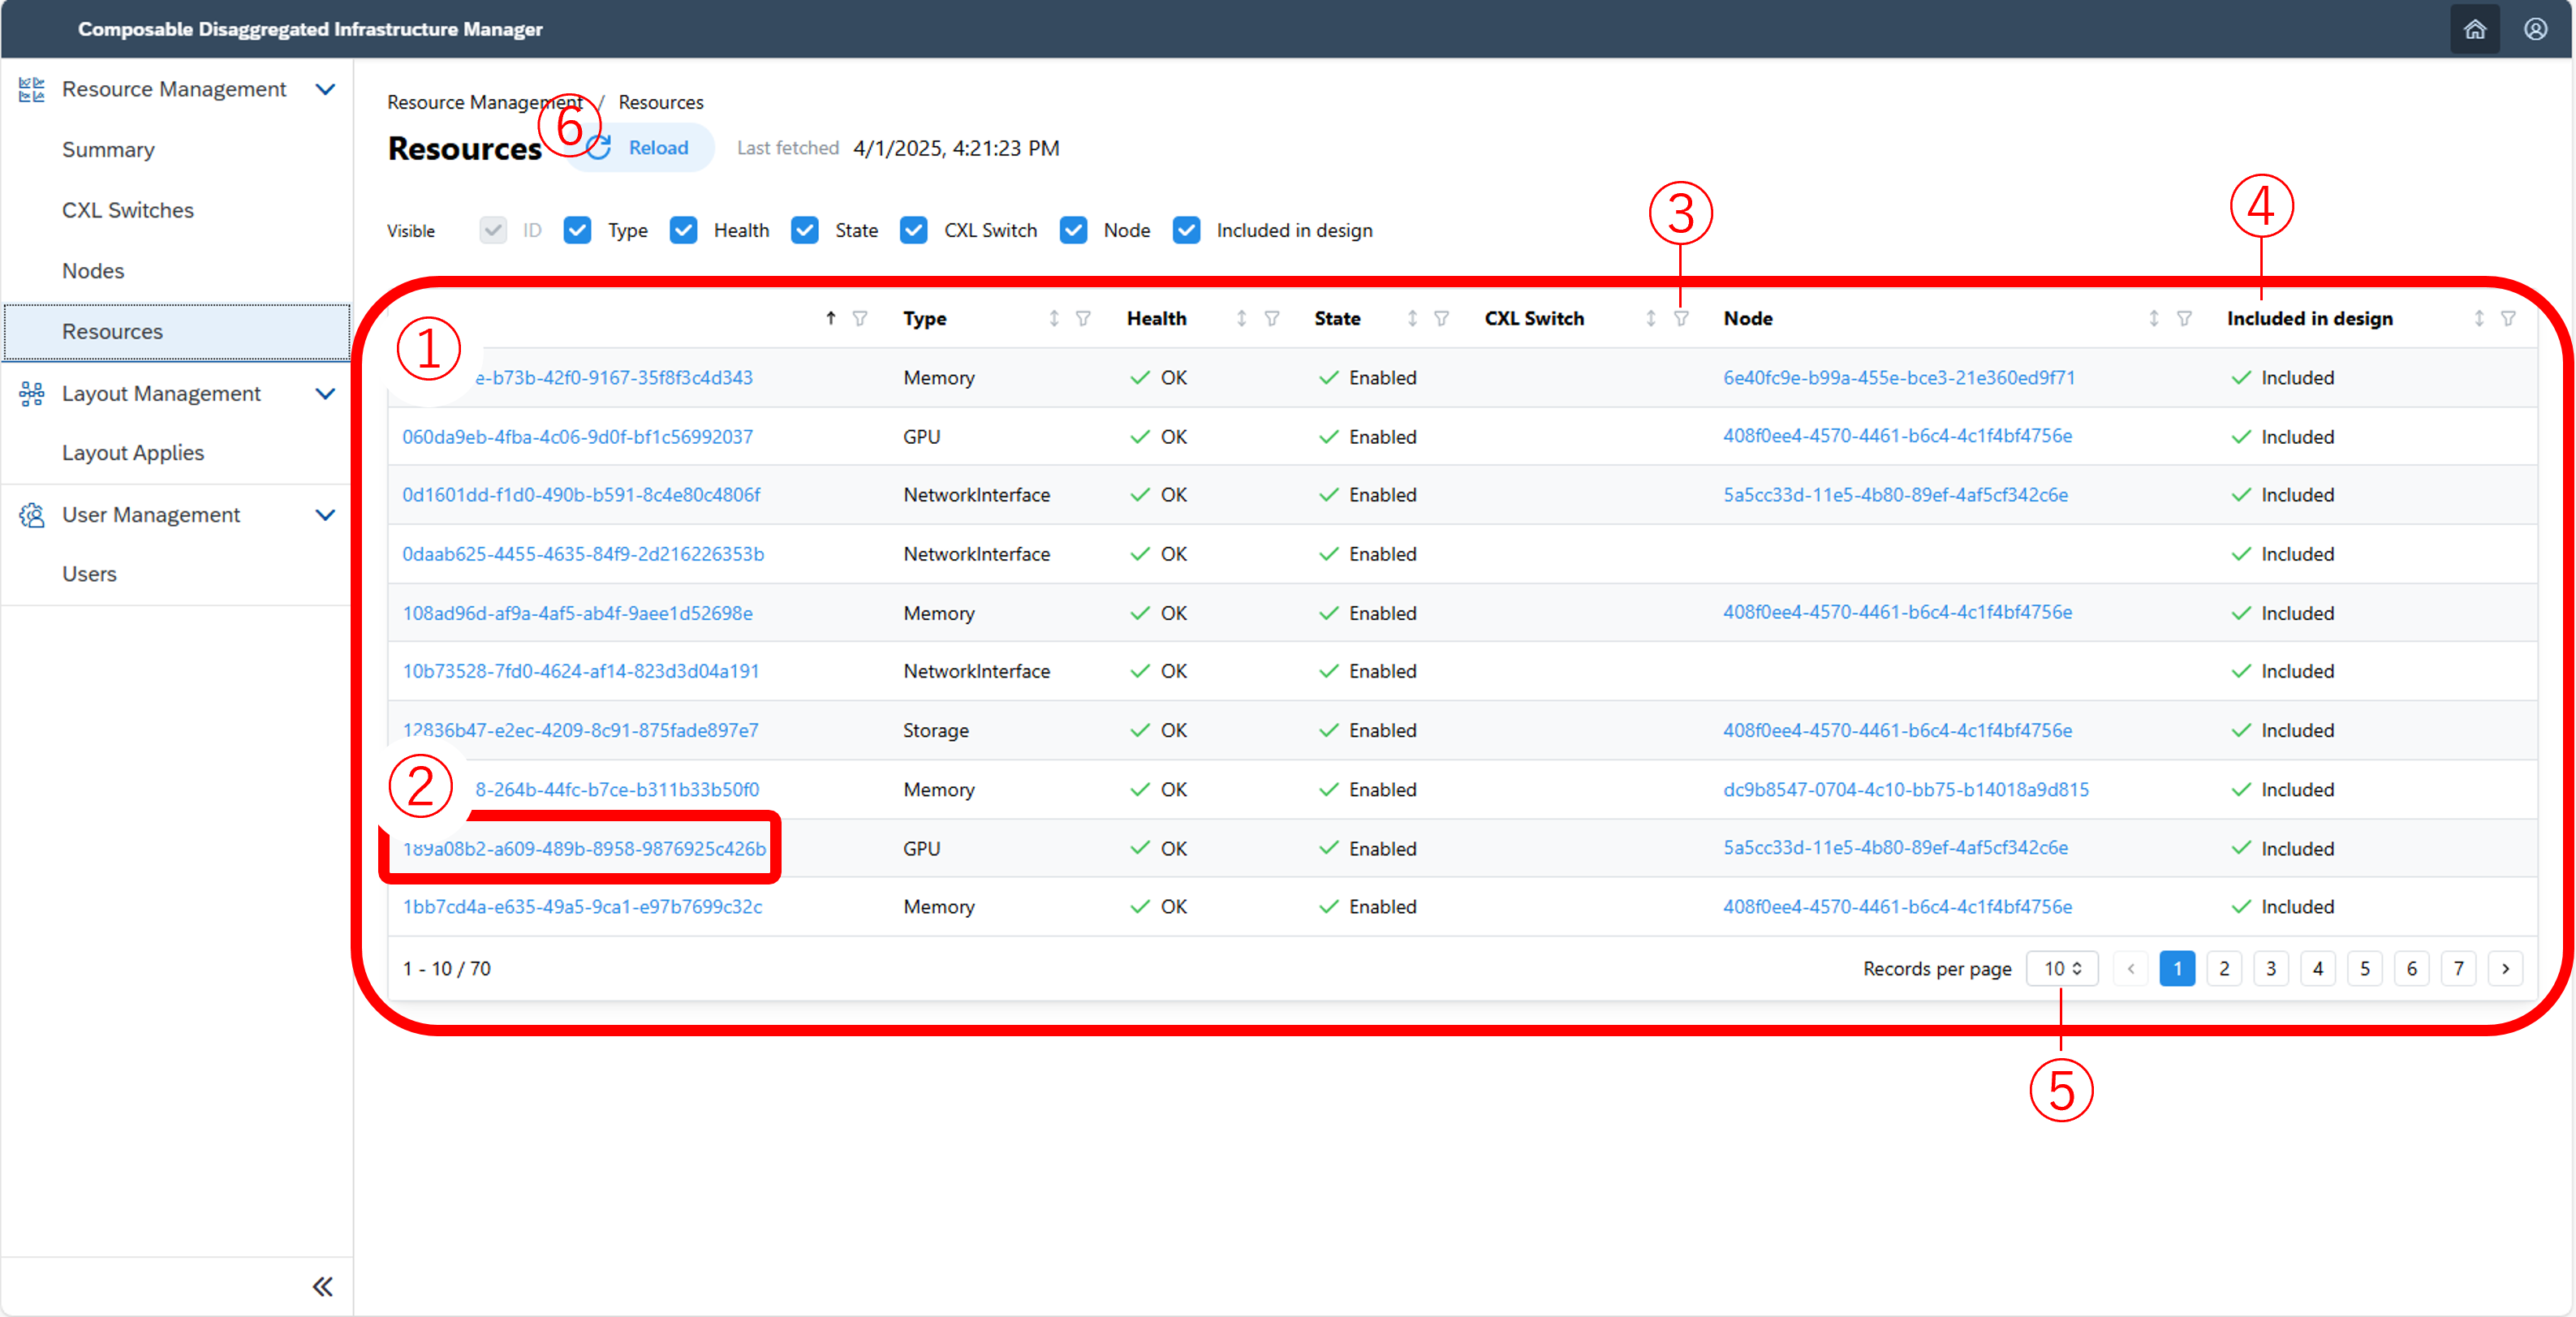 Composable Disaggregated Infrastructure Manager
Resource Management
Summary
CXL Switches
Nodes
Resources
Layout Management
Layout Applies
User Management
Users
Resource Management / Resources
Resources ⑥ Reload Last fetched 4/1/2025, 4:21:23 PM
Visible ID Type Health State CXL Switch Node Included in design
③ ④
① Type Health State CXL Switch Node Included in design
e-b73b-42f0-9167-35f8f3c4d343 Memory OK Enabled 6e40fc9e-b99a-455e-bce3-21e360ed9f71 Included
060da9eb-4fba-4c06-9d0f-bf1c56992037 GPU OK Enabled 408f0ee4-4570-4461-b6c4-4c1f4bf4756e Included
0d1601dd-f1d0-490b-b591-8c4e80c4806f NetworkInterface OK Enabled 5a5cc33d-11e5-4b80-89ef-4af5cf342c6e Included
0daab625-4455-4635-84f9-2d216226353b NetworkInterface OK Enabled Included
108ad96d-af9a-4af5-ab4f-9aee1d52698e Memory OK Enabled 408f0ee4-4570-4461-b6c4-4c1f4bf4756e Included
10b73528-7fd0-4624-af14-823d3d04a191 NetworkInterface OK Enabled Included
12836b47-e2ec-4209-8c91-875fade897e7 Storage OK Enabled 408f0ee4-4570-4461-b6c4-4c1f4bf4756e Included
② 8-264b-44fc-b7ce-b311b33b50f0 Memory OK Enabled dc9b8547-0704-4c10-bb75-b14018a9d815 Included
189a08b2-a609-489b-8958-9876925c426b GPU OK Enabled 5a5cc33d-11e5-4b80-89ef-4af5cf342c6e Included
1bb7cd4a-e635-49a5-9ca1-e97b7699c32c Memory OK Enabled 408f0ee4-4570-4461-b6c4-4c1f4bf4756e Included
1 - 10 / 70 Records per page 10 1 2 3 4 5 6 7
⑤